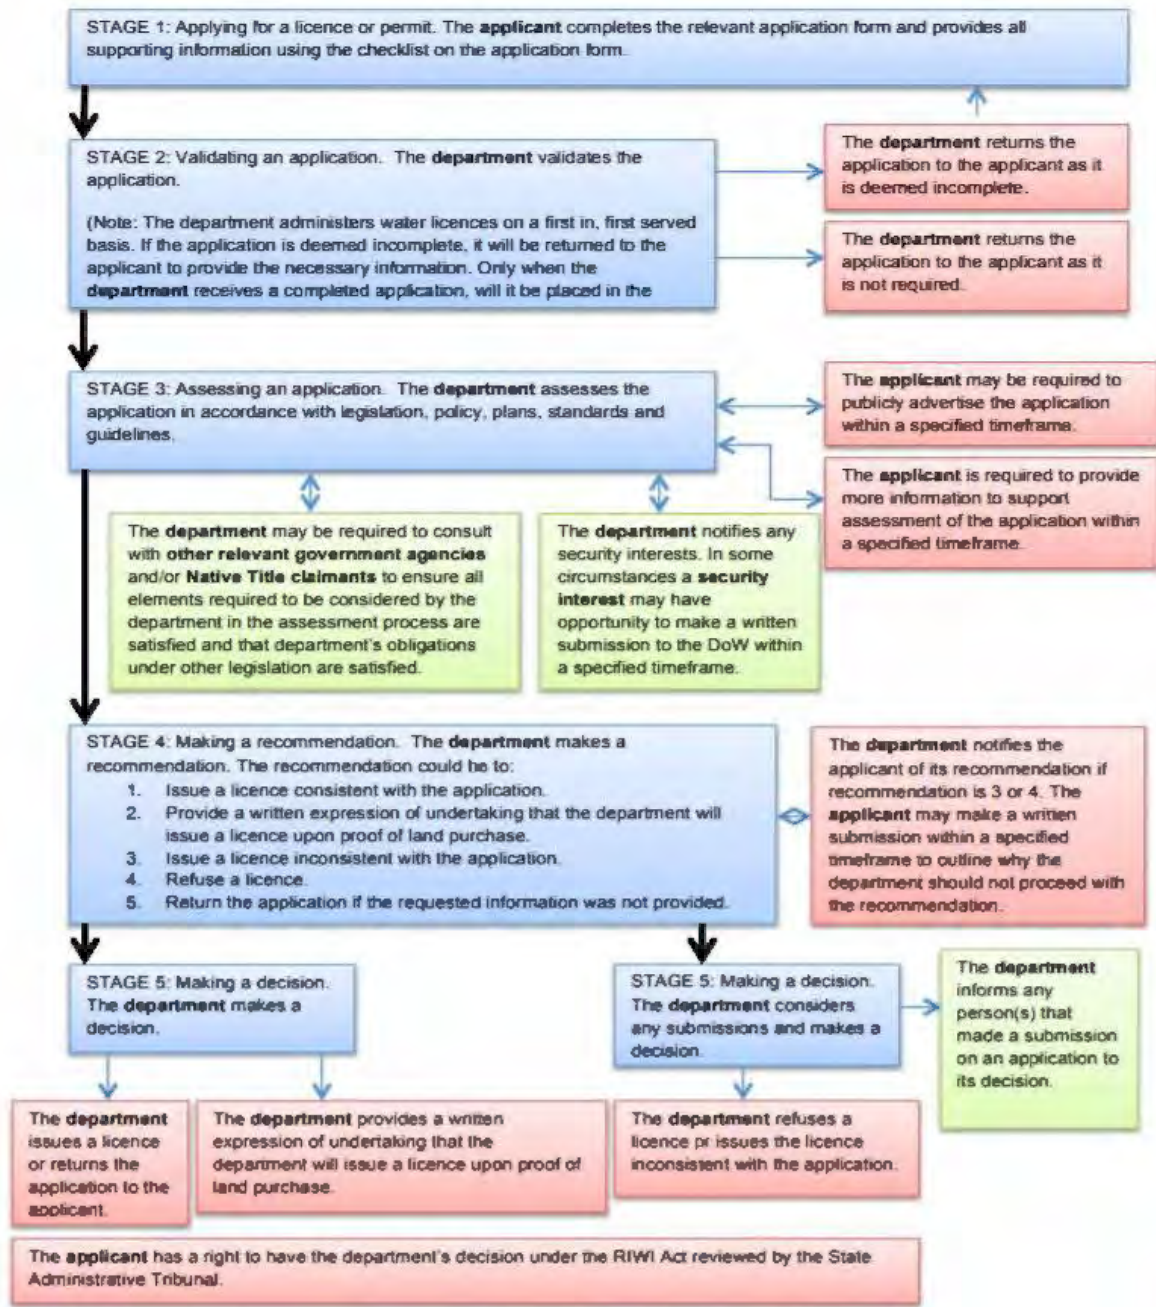 STAGE 1: Applying for a licence or permit. The applicant completes the relevant application form and provides all
supporting information using the checklist on the application form.
STAGE 2: Validating an application. The department validates the
application.
(Note: The department administers water licences on a first in, first served
basis. If the application is deemed incomplete, it will be returned to the
applicant to provide the necessary information. Only when the
department receives a completed application, will it be placed in the
The department returns the
application to the applicant as it
is deemed incomplete.
The department returns the
application to the applicant as it
is not required.
STAGE 3: Assessing an application. The department assesses the
application in accordance with legislation, policy, plans, standards and
guidelines.
The applicant may be required to
publicly advertise the application
within a specified timeframe.
The applicant is required to provide
more information to support
assessment of the application within
a specified timeframe.
The department may be required to consult
with other relevant government agencies
and/or Native Title claimants to ensure all
elements required to be considered by the
department in the assessment process are
satisfied and that department's obligations
under other legislation are satisfied.
The department notifies any
security interests. In some
circumstances a security
interest may have
opportunity to make a written
submission to the DoW within
a specified timeframe.
STAGE 4: Making a recommendation. The department makes a
recommendation. The recommendation could be to:
1. Issue a licence consistent with the application.
2. Provide a written expression of undertaking that the department will
issue a licence upon proof of land purchase.
3. Issue a licence inconsistent with the application.
4. Refuse a licence.
5. Return the application if the requested information was not provided.
The department notifies the
applicant of its recommendation if
recommendation is 3 or 4. The
applicant may make a written
submission within a specified
timeframe to outline why the
department should not proceed with
the recommendation.
STAGE 5: Making a decision.
The department makes a
decision.
STAGE 5: Making a decision.
The department considers
any submissions and makes a
decision.
The department
informs any
person(s) that
made a submission
on an application to
its decision.
The department
issues a licence
or returns the
application to the
applicant.
The department provides a written
expression of undertaking that the
department will issue a licence upon proof of
land purchase.
The department refuses a
licence or issues the licence
inconsistent with the application.
The applicant has a right to have the department's decision under the RIWI Act reviewed by the State
Administrative Tribunal.